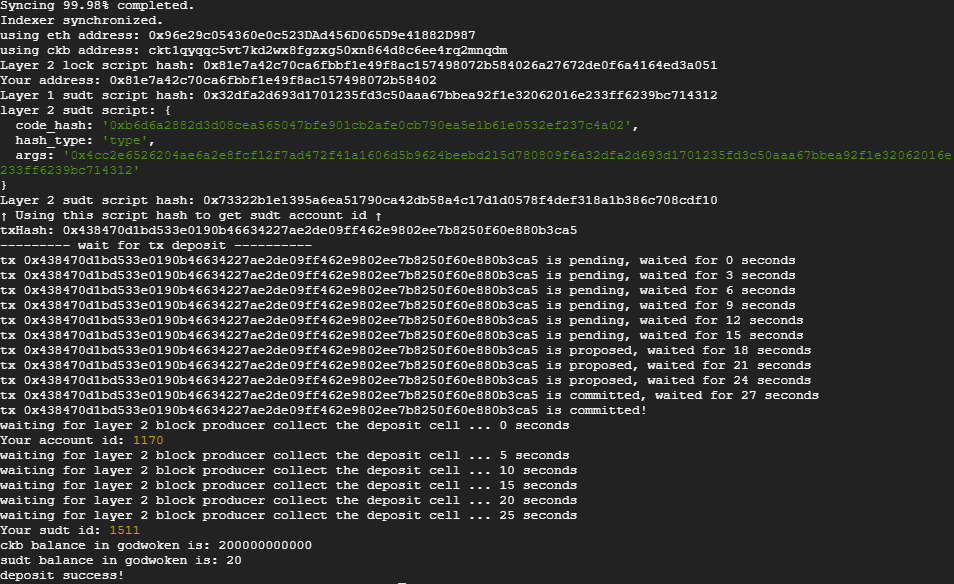 Syncing 99.98% completed.
Indexer synchronized.
using eth address: 0x96e29c054360e0c523DAd456D065D9e41882D987
using ckb address: ckt1qyqqc5vt7kd2wx8fgzxg50xn864d8c6ee4rq2mnqdm
Layer 2 lock script hash: 0x81e7a42c70ca6fbbf1e49f8ac157498072b584026a27672de0f6a4164ed3a051
Your address: 0x81e7a42c70ca6fbbf1e49f8ac157498072b58402
Layer 1 sudt script hash: 0x32dfa2d693d1701235fd3c50aaa67bbea92f1e32062016e233ff6239bc714312
layer 2 sudt script: {
  code_hash: '0xb6d6a2882d3d08cea565047bfe901cb2afe0cb790ea5e1b61e0532ef237c4a02',
  hash_type: 'type',
  args: '0x4cc2e6526204ae6a2e8fcf12f7ad472f41a1606d5b9624beebd215d780809f6a32dfa2d693d1701235fd3c50aaa67bbea92f1e32062016e
233ff6239bc714312'
}
Layer 2 sudt script hash: 0x73322b1e1395a6ea51790ca42db58a4c17d1d0578f4def318a1b386c708cdf10
↑ Using this script hash to get sudt account id ↑
txHash: 0x438470d1bd533e0190b46634227ae2de09ff462e9802ee7b8250f60e880b3ca5
--------- wait for tx deposit ----------
tx 0x438470d1bd533e0190b46634227ae2de09ff462e9802ee7b8250f60e880b3ca5 is pending, waited for 0 seconds
tx 0x438470d1bd533e0190b46634227ae2de09ff462e9802ee7b8250f60e880b3ca5 is pending, waited for 3 seconds
tx 0x438470d1bd533e0190b46634227ae2de09ff462e9802ee7b8250f60e880b3ca5 is pending, waited for 6 seconds
tx 0x438470d1bd533e0190b46634227ae2de09ff462e9802ee7b8250f60e880b3ca5 is pending, waited for 9 seconds
tx 0x438470d1bd533e0190b46634227ae2de09ff462e9802ee7b8250f60e880b3ca5 is pending, waited for 12 seconds
tx 0x438470d1bd533e0190b46634227ae2de09ff462e9802ee7b8250f60e880b3ca5 is pending, waited for 15 seconds
tx 0x438470d1bd533e0190b46634227ae2de09ff462e9802ee7b8250f60e880b3ca5 is proposed, waited for 18 seconds
tx 0x438470d1bd533e0190b46634227ae2de09ff462e9802ee7b8250f60e880b3ca5 is proposed, waited for 21 seconds
tx 0x438470d1bd533e0190b46634227ae2de09ff462e9802ee7b8250f60e880b3ca5 is proposed, waited for 24 seconds
tx 0x438470d1bd533e0190b46634227ae2de09ff462e9802ee7b8250f60e880b3ca5 is committed, waited for 27 seconds
tx 0x438470d1bd533e0190b46634227ae2de09ff462e9802ee7b8250f60e880b3ca5 is committed!
waiting for layer 2 block producer collect the deposit cell ... 0 seconds
Your account id: 1170
waiting for layer 2 block producer collect the deposit cell ... 5 seconds
waiting for layer 2 block producer collect the deposit cell ... 10 seconds
waiting for layer 2 block producer collect the deposit cell ... 15 seconds
waiting for layer 2 block producer collect the deposit cell ... 20 seconds
waiting for layer 2 block producer collect the deposit cell ... 25 seconds
Your sudt id: 1511
ckb balance in godwoken is: 200000000000
sudt balance in godwoken is: 20
deposit success!